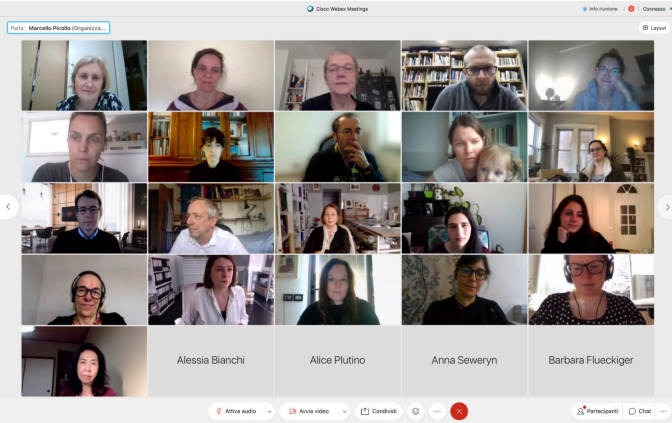 Cisco Webex Meetings
Info riunione
Connesso
Parla: Marcello Picollo (Organizza...
Layout
Alessia Bianchi
Alice Plutino
Anna Seweryn
Barbara Flueckiger
Attiva audio
Avvia video
Condividi
Partecipanti
Chat